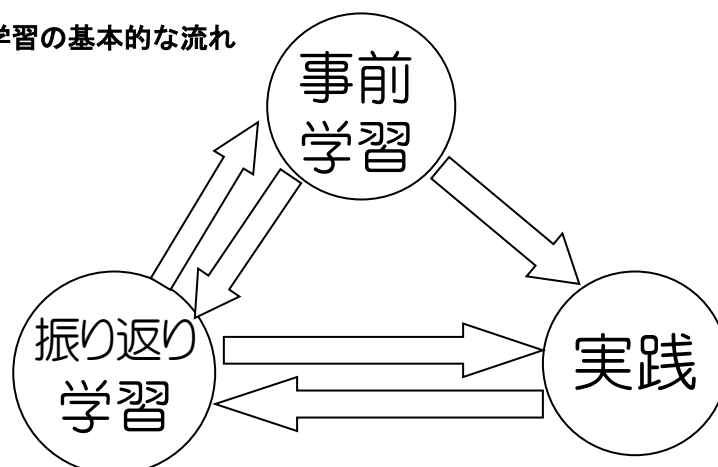 学習の基本的な流れ
事前
学習
振り返り
学習
実践